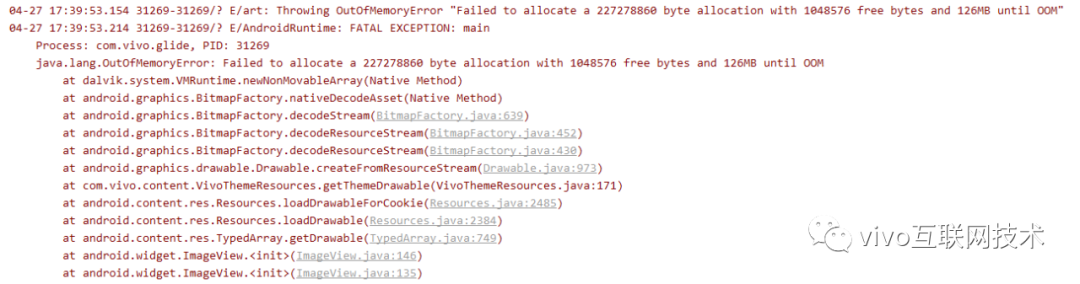 04-27 17:39:53.154 31269-31269/? E/art: Throwing OutOfMemoryError "Failed to allocate a 227278860 byte allocation with 1048576 free bytes and 126MB until OOM"
04-27 17:39:53.214 31269-31269/? E/AndroidRuntime: FATAL EXCEPTION: main
Process: com.vivo.glide, PID: 31269
java.lang.OutOfMemoryError: Failed to allocate a 227278860 byte allocation with 1048576 free bytes and 126MB until OOM
at dalvik.system.VMRuntime.newNonMovableArray(Native Method)
at android.graphics.BitmapFactory.nativeDecodeAsset(Native Method)
at android.graphics.BitmapFactory.decodeStream(BitmapFactory.java:639)
at android.graphics.BitmapFactory.decodeResourceStream(BitmapFactory.java:452)
at android.graphics.BitmapFactory.decodeResourceStream(BitmapFactory.java:430)
at android.graphics.drawable.Drawable.createFromResourceStream(Drawable.java:973)
at com.vivo.content.VivoThemeResources.getThemeDrawable(VivoThemeResources.java:171)
at android.content.res.Resources.loadDrawableForCookie(Resources.java:2485)
at android.content.res.Resources.loadDrawable(Resources.java:2384)
at android.content.res.TypedArray.getDrawable(TypedArray.java:749)
at android.widget.ImageView.<init>(ImageView.java:146)
at android.widget.ImageView.<init>(ImageView.java:135)
vivo互联网技术